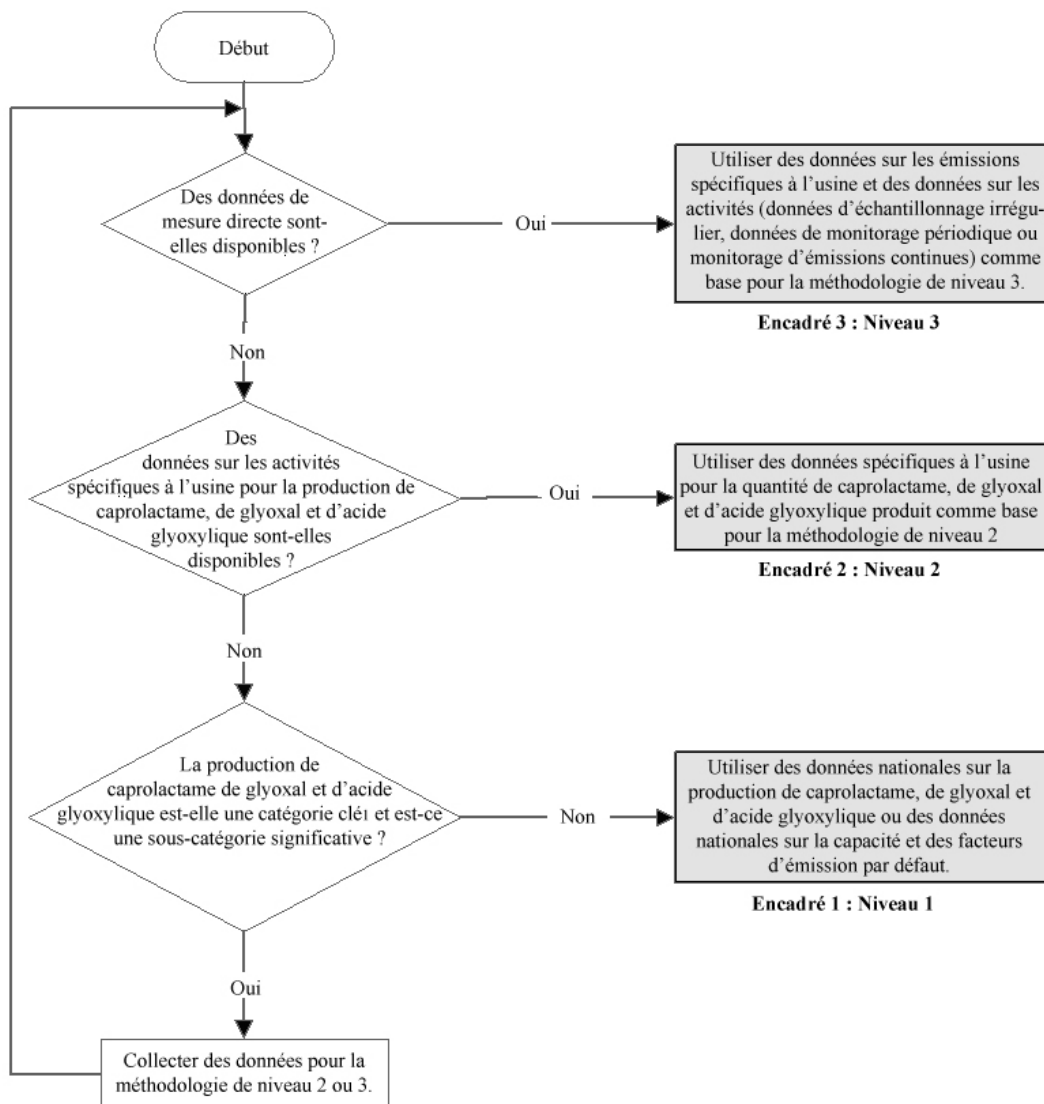 Début
Des données de
mesure directe sont-
elles disponibles ?
Oui
Utiliser des données sur les émissions
spécifiques à l'usine et des données sur les
activités (données d'échantillonnage irrégu-
lier, données de monitorage périodique ou
monitorage d'émissions continues) comme
base pour la méthodologie de niveau 3.
Encadré 3 : Niveau 3
Non
Des
données sur les activités
spécifiques à l'usine pour la production de
caprolactame, de glyoxal et d'acide
glyoxylique sont-elles
disponibles ?
Oui
Utiliser des données spécifiques à l'usine
pour la quantité de caprolactame, de glyoxal
et d'acide glyoxylique produit comme base
pour la méthodologie de niveau 2
Encadré 2 : Niveau 2
Non
La production de
caprolactame de glyoxal et d'acide
glyoxylique est-elle une catégorie clé1 et est-ce
une sous-catégorie significative ?
Non
Utiliser des données nationales sur la
production de caprolactame, de glyoxal et
d'acide glyoxylique ou des données
nationales sur la capacité et des facteurs
d'émission par défaut.
Encadré 1 : Niveau 1
Oui
Collecter des données pour la
méthodologie de niveau 2 ou 3.